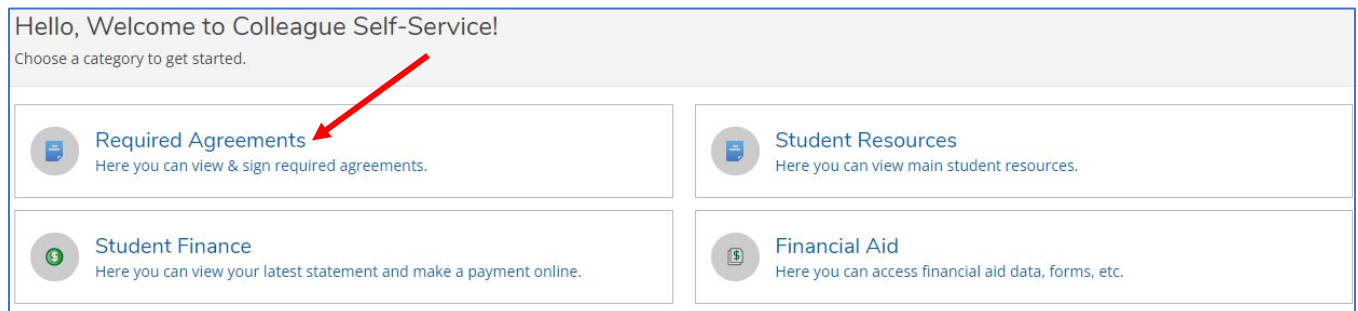 Hello, Welcome to Colleague Self-Service!
Choose a category to get started.
Required Agreements
Here you can view & sign required agreements.
Student Resources
Here you can view main student resources.
Student Finance
Here you can view your latest statement and make a payment online.
Financial Aid
Here you can access financial aid data, forms, etc.